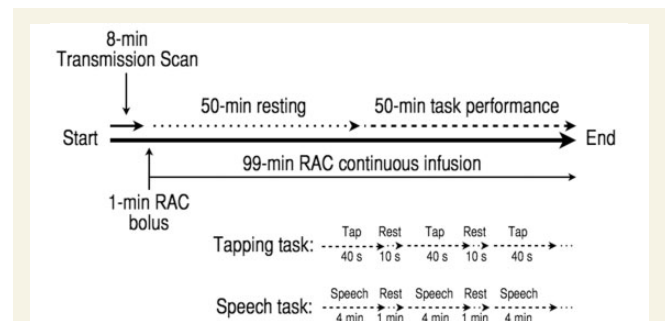 8-min
Transmission Scan
50-min resting
50-min task performance
Start
End
99-min RAC continuous infusion
1-min RAC
bolus
Tap Rest Tap Rest Tap
Tapping task:
40 s 10 s 40 s 10 s 40 s
Speech Rest Speech Rest Speech
Speech task:
4 min 1 min 4 min 1 min 4 min